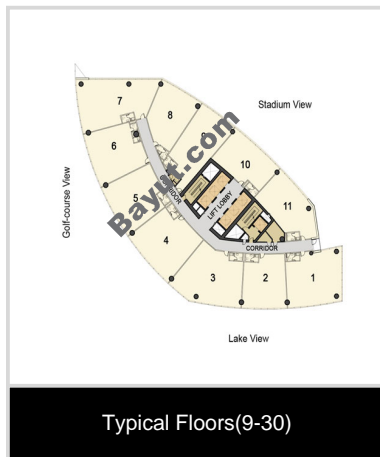 7
8
Stadium View
6
9
10
Golf-course View
5
CORRIDOR
LIFT LOBBY
11
4
CORRIDOR
3
2
1
Lake View
Bayut.com
Typical Floors(9-30)